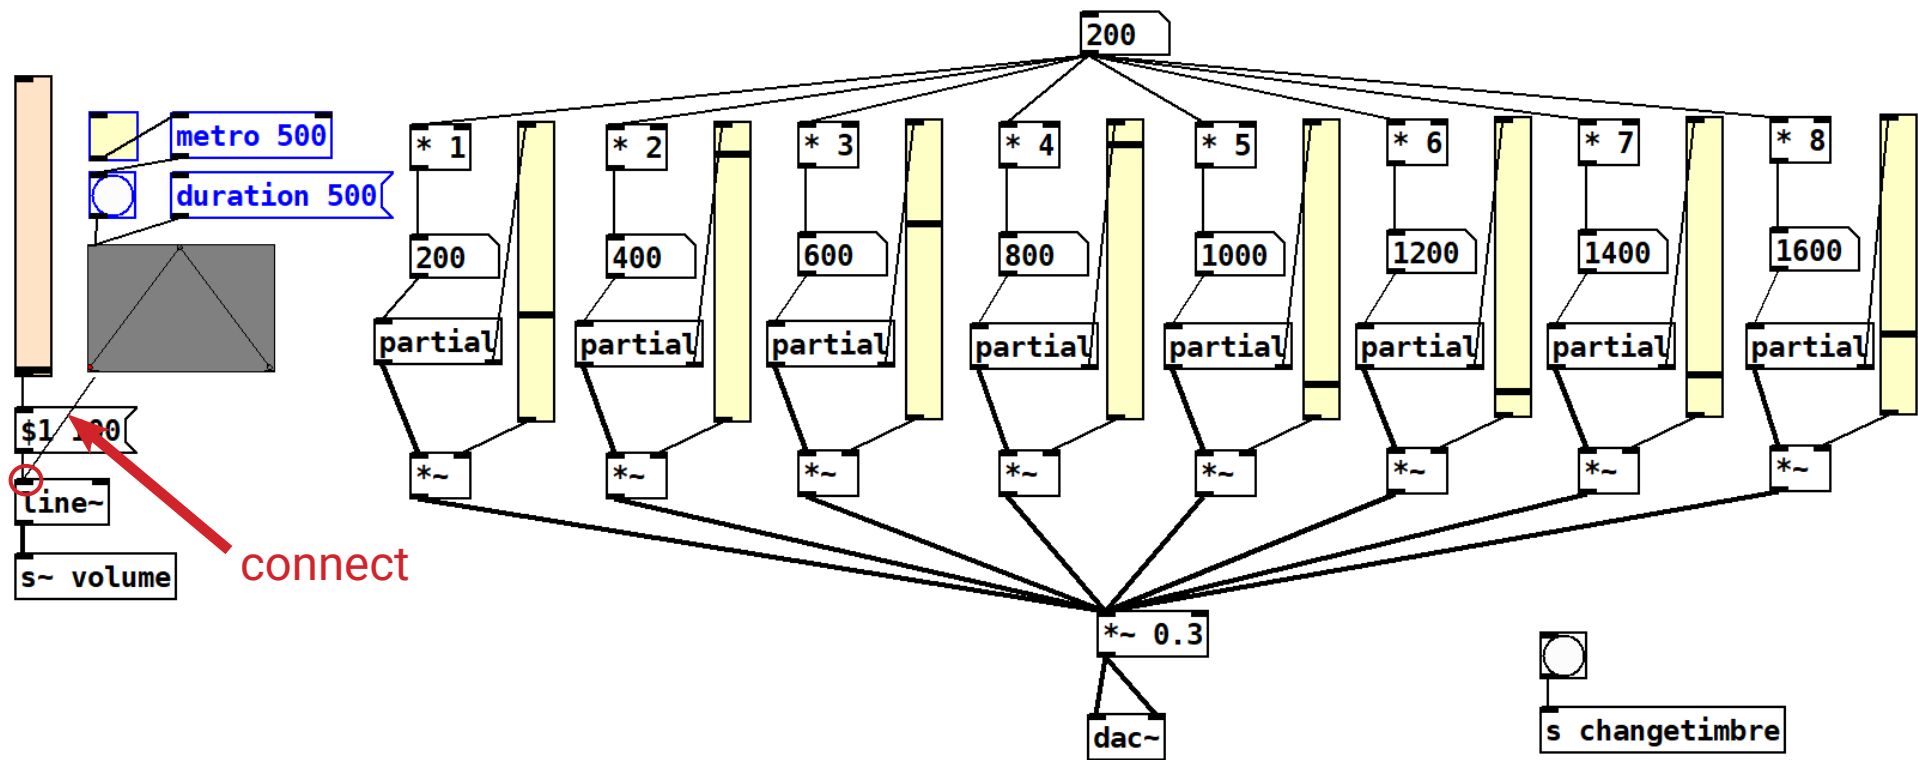 200
metro 500
duration 500
* 1
* 2
* 3
* 4
* 5
* 6
* 7
* 8
200
400
600
800
1000
1200
1400
1600
partial
partial
partial
partial
partial
partial
partial
partial
$1 100
line~
s~ volume
connect
*~
*~
*~
*~
*~
*~
*~
*~
*~ 0.3
dac~
s changetimbre